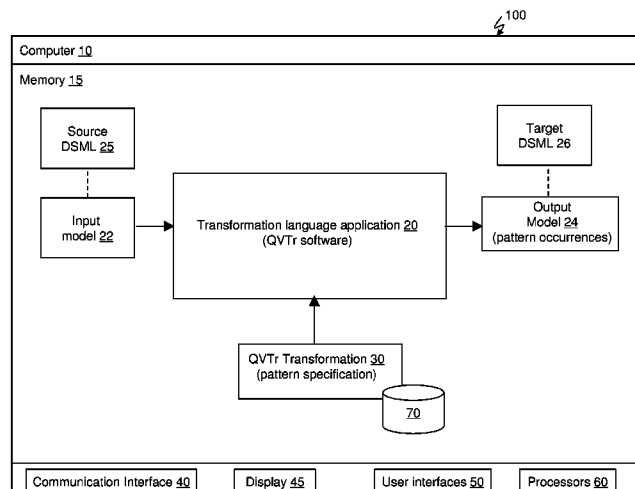 100
Computer 10
Memory 15
Source
DSML 25
Target
DSML 26
Input
model 22
Transformation language application 20
(QVTr software)
Output
Model 24
(pattern occurrences)
QVTr Transformation 30
(pattern specification)
70
Communication Interface 40
Display 45
User interfaces 50
Processors 60